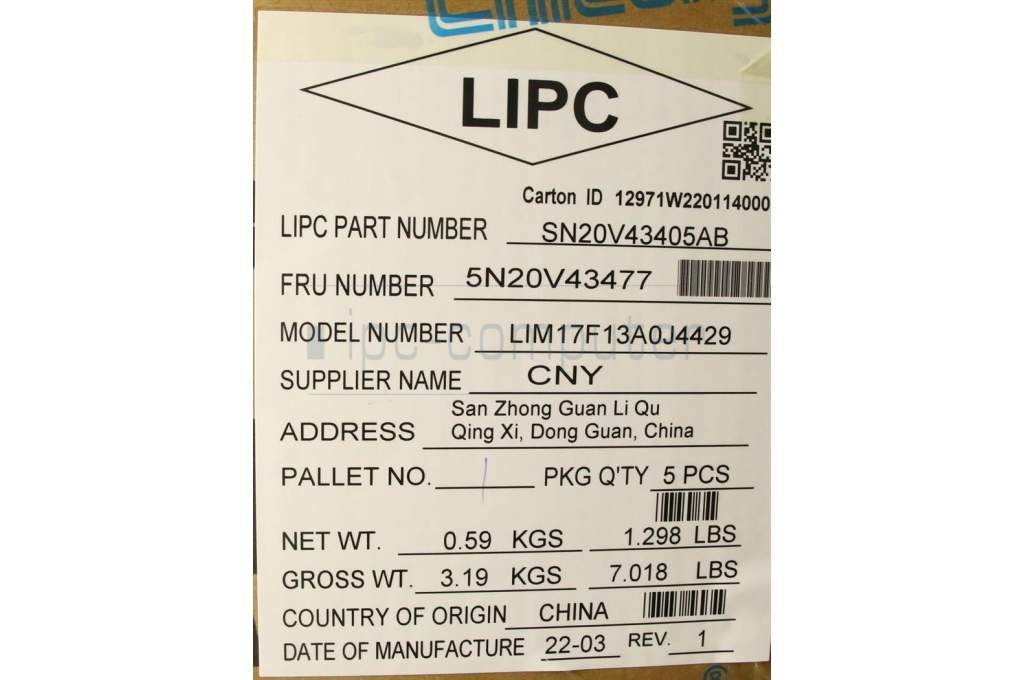 LIPC
Carton ID 12971W220114000
LIPC PART NUMBER SN20V43405AB
FRU NUMBER 5N20V43477
MODEL NUMBER LIM17F13A0J4429
ipc-computer
SUPPLIER NAME CNY
San Zhong Guan Li Qu
ADDRESS Qing Xi, Dong Guan, China
PALLET NO. 1 PKG Q'TY 5 PCS
NET WT. 0.59 KGS 1.298 LBS
GROSS WT. 3.19 KGS 7.018 LBS
COUNTRY OF ORIGIN CHINA
DATE OF MANUFACTURE 22-03 REV. 1